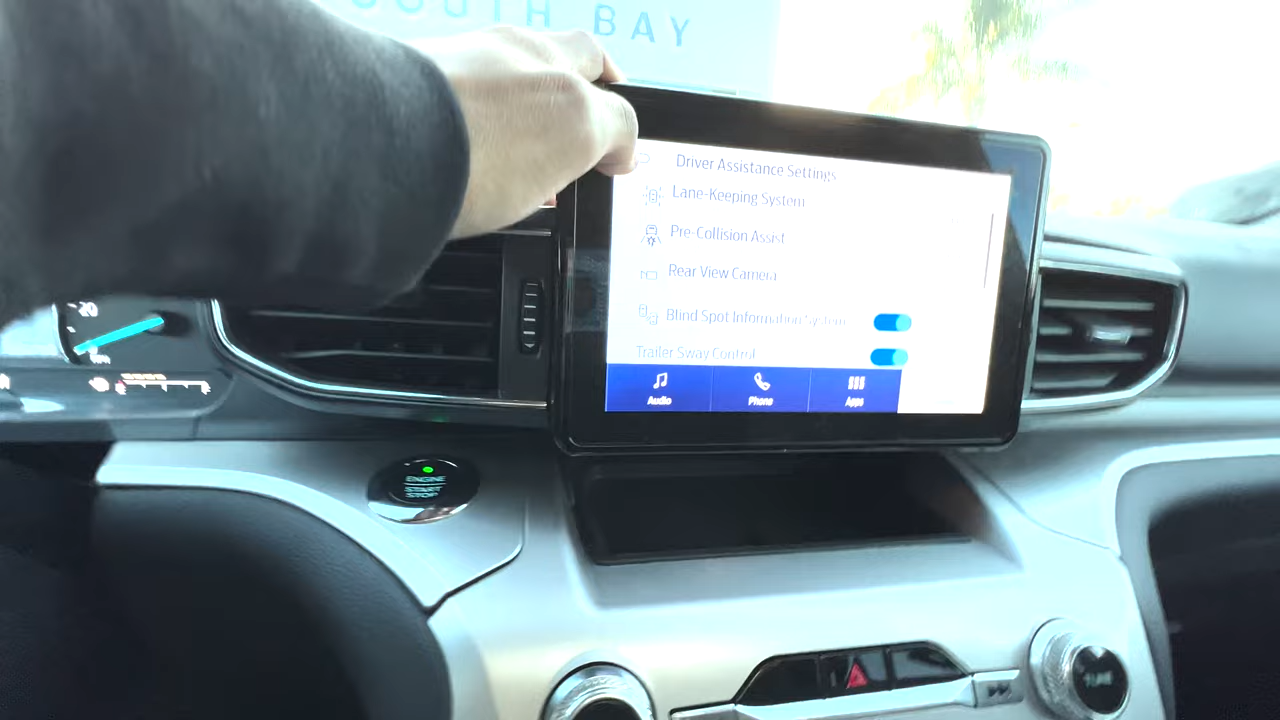 SOUTH BAY
Driver Assistance Settings
Lane-Keeping System
Pre-Collision Assist
Rear View Camera
Blind Spot Information System
Trailer Sway Control
Audio
Phone
Apps
20
ENGINE
START
STOP
TUNE